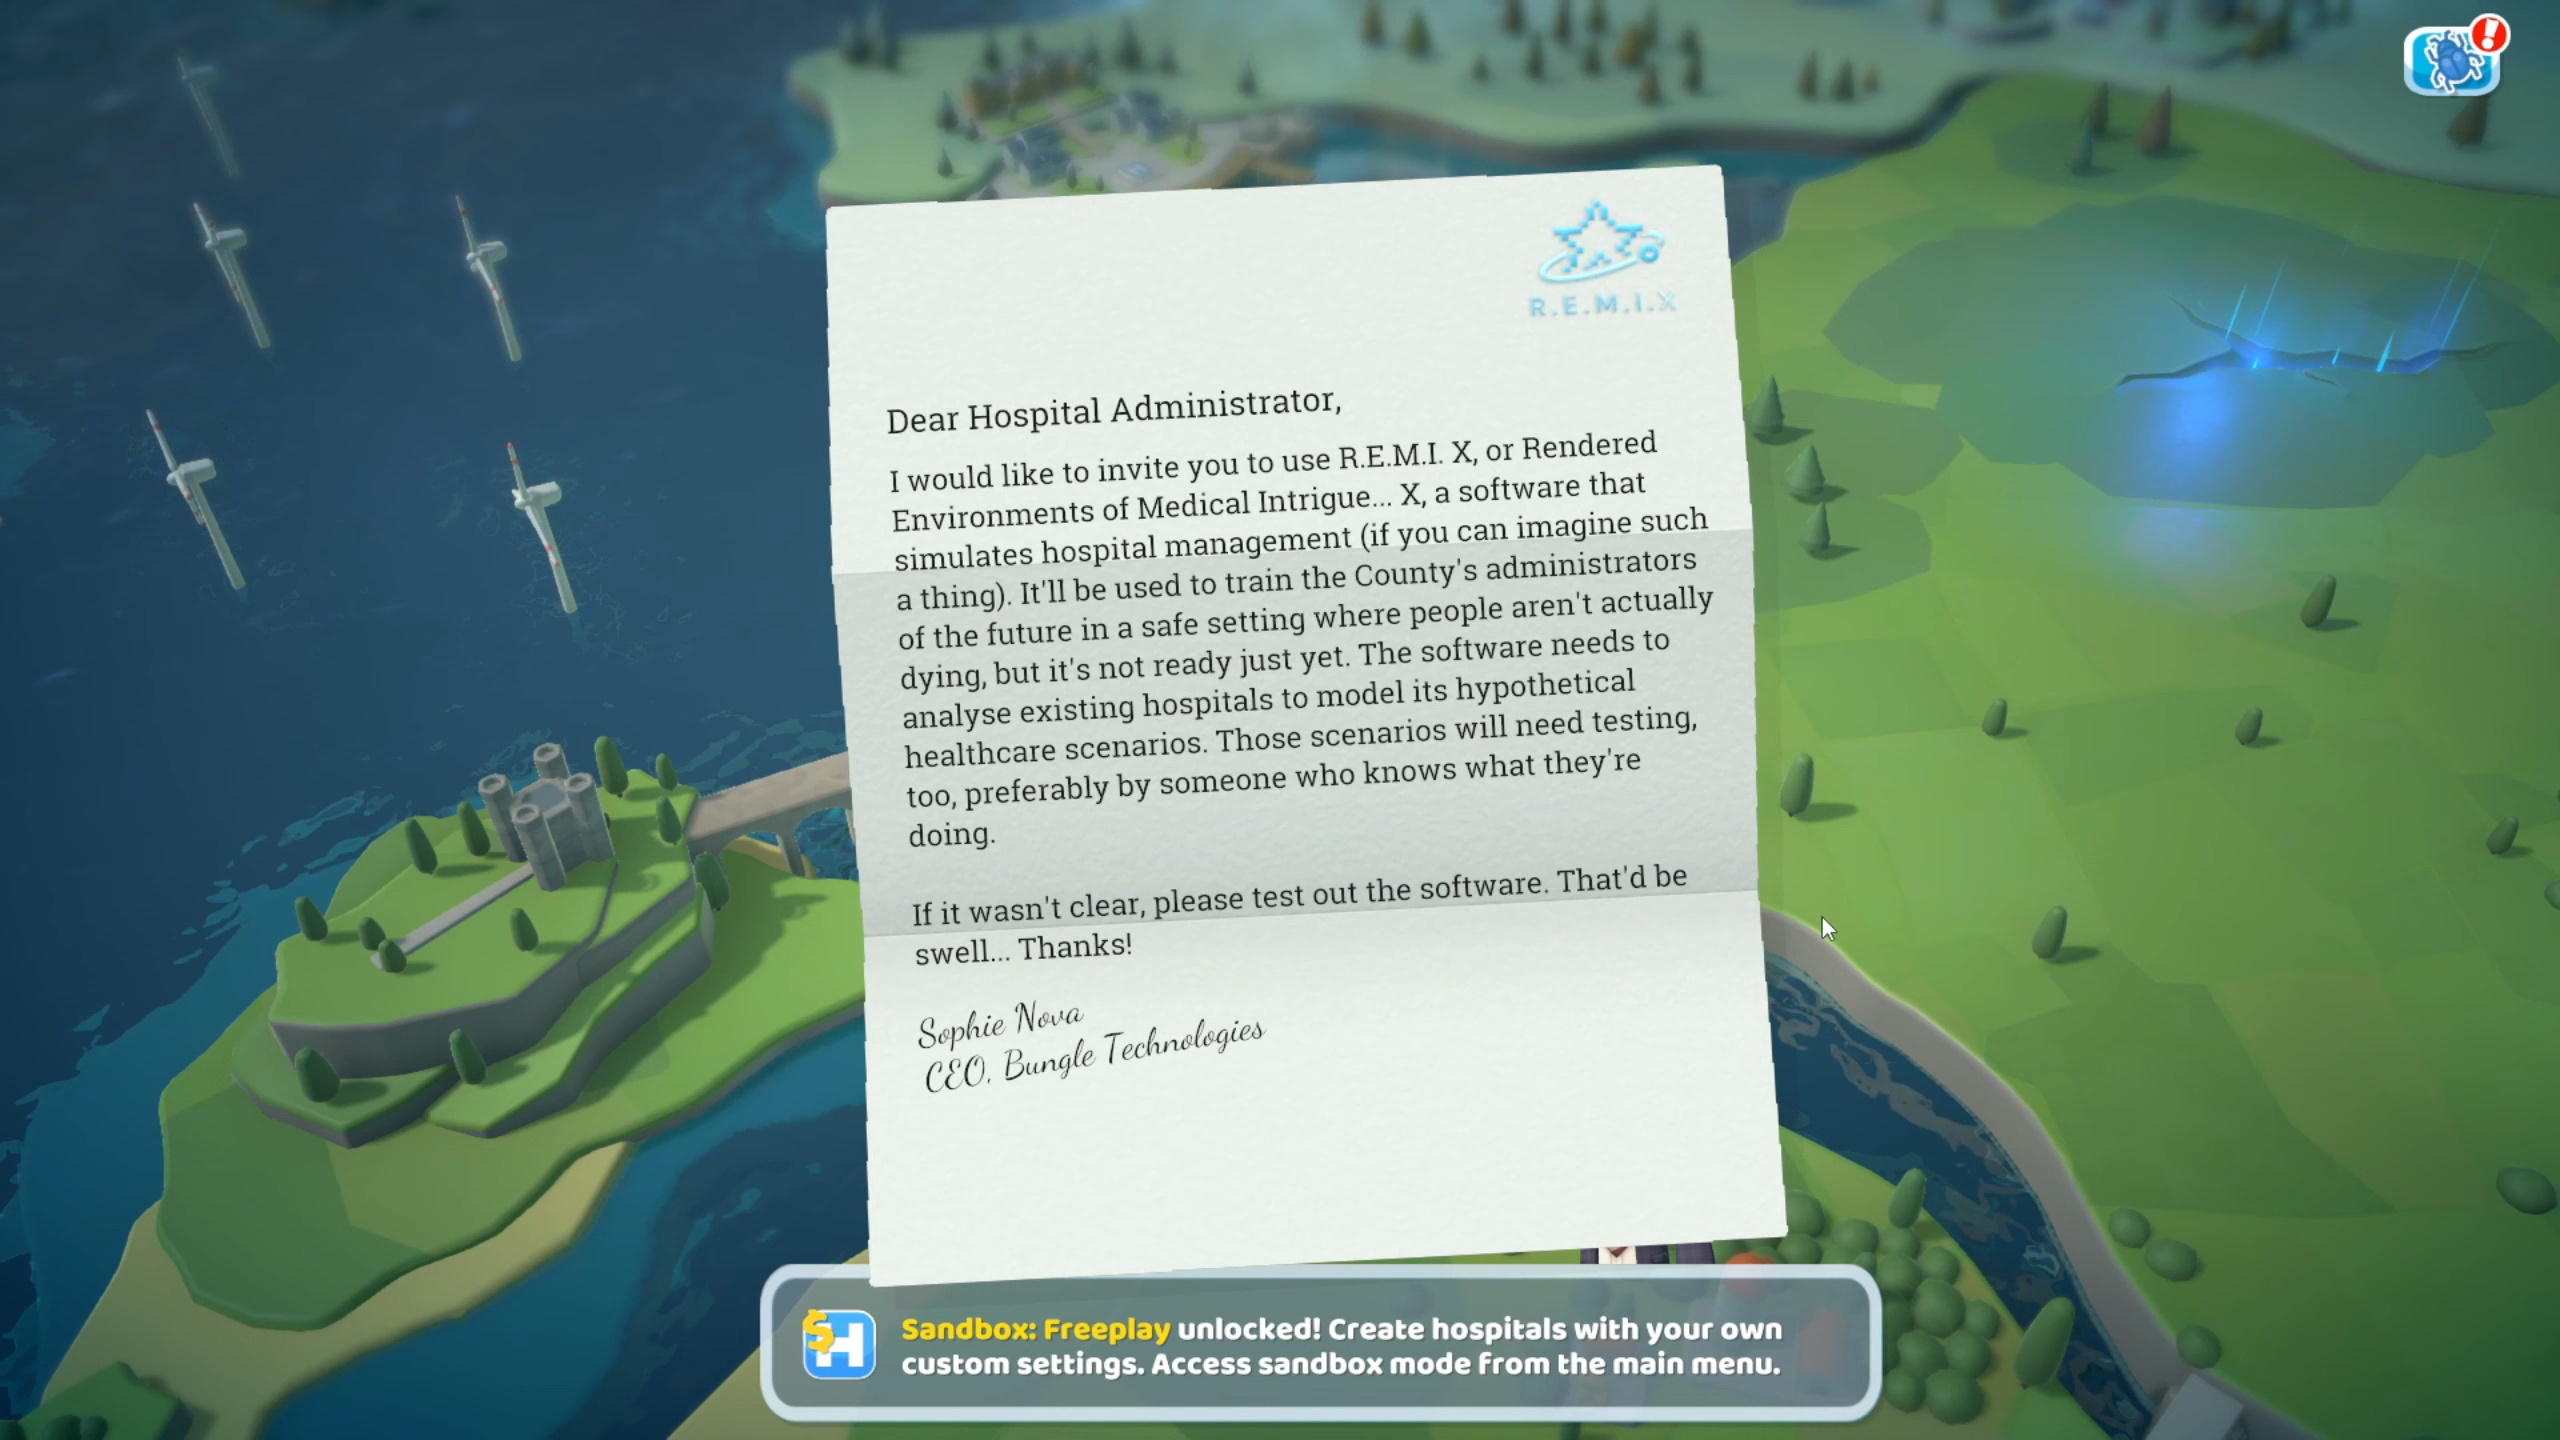 R.E.M.I.X
Dear Hospital Administrator,
I would like to invite you to use R.E.M.I. X, or Rendered
Environments of Medical Intrigue... X, a software that
simulates hospital management (if you can imagine such
a thing). It'll be used to train the County's administrators
of the future in a safe setting where people aren't actually
dying, but it's not ready just yet. The software needs to
analyse existing hospitals to model its hypothetical
healthcare scenarios. Those scenarios will need testing,
too, preferably by someone who knows what they're
doing.
If it wasn't clear, please test out the software. That'd be
swell... Thanks!
Sophie Nova
CEO, Bungle Technologies
Sandbox: Freeplay unlocked! Create hospitals with your own
custom settings. Access sandbox mode from the main menu.